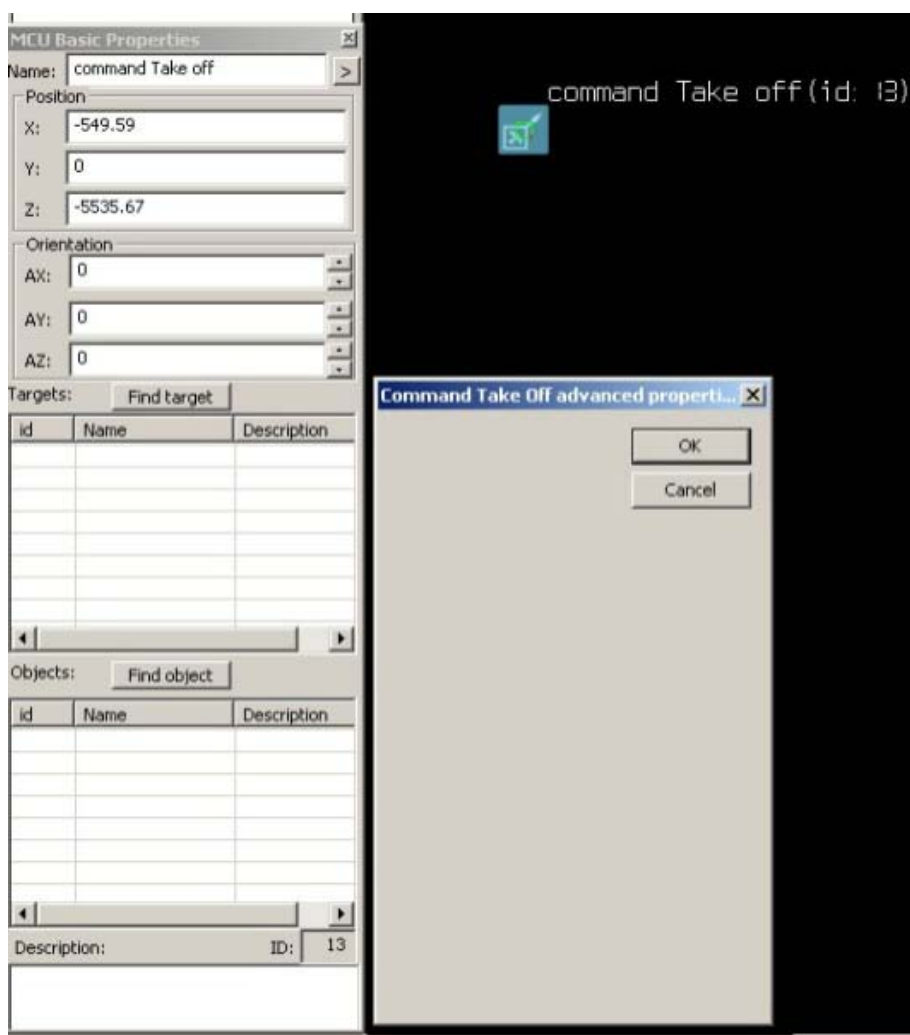 MCU Basic Properties
Name: command Take off >
Position
X: -549.59
Y: 0
Z: -5535.67
Orientation
AX: 0
AY: 0
AZ: 0
Targets: Find target
id Name Description
Objects: Find object
id Name Description
Description: ID: 13
command Take off(id: 13)
Command Take Off advanced properti...
OK
Cancel